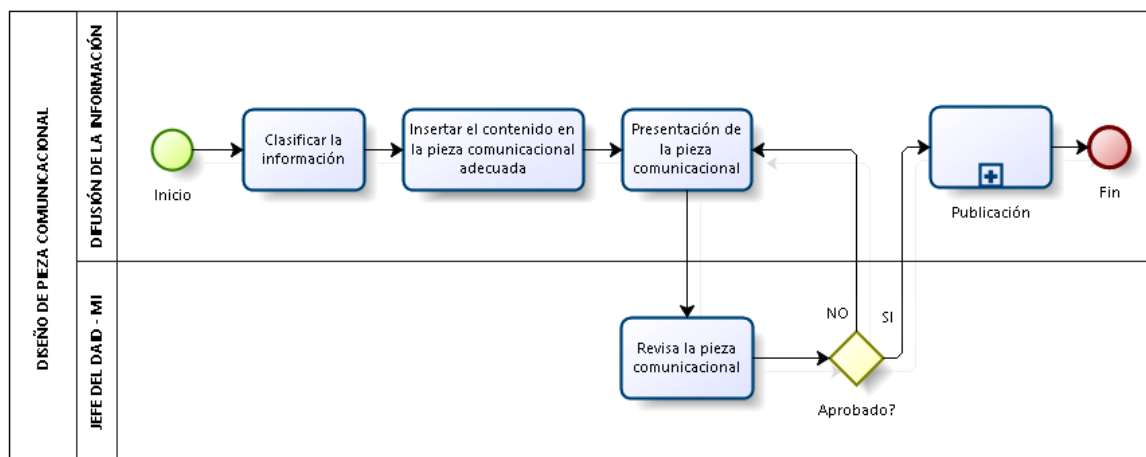 DISEÑO DE PIEZA COMUNICACIONAL
DIFUSIÓN DE LA INFORMACIÓN
Inicio
Clasificar la
información
Insertar el contenido en
la pieza comunicacional
adecuada
Presentación de
la pieza
comunicacional
Publicación
Fin
JEFE DEL DAID - MI
Revisa la pieza
comunicacional
NO
SI
Aprobado?